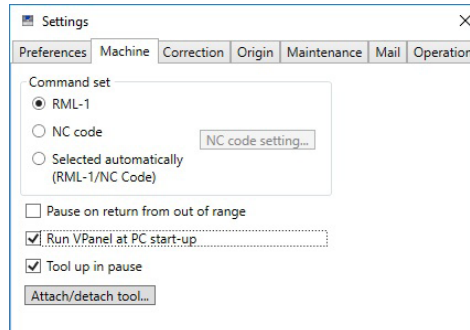 Settings
Preferences Machine Correction Origin Maintenance Mail Operation
Command set
RML-1
NC code
NC code setting...
Selected automatically
(RML-1/NC Code)
Pause on return from out of range
Run VPanel at PC start-up
Tool up in pause
Attach/detach tool...